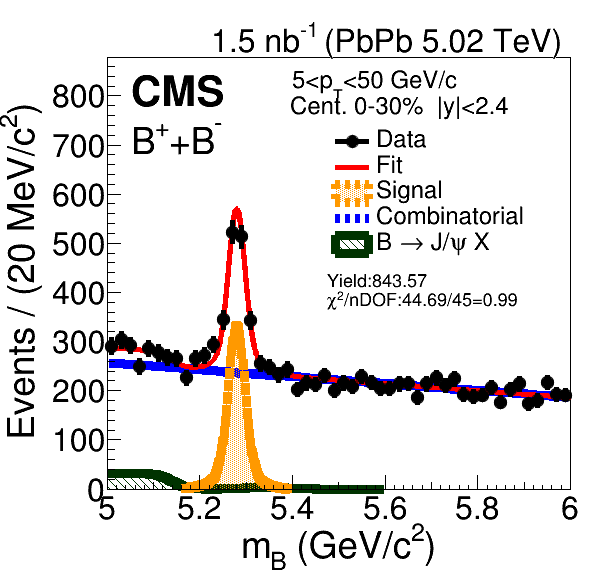 1.5 nb⁻¹ (PbPb 5.02 TeV)
CMS
B⁺+B⁻
5<p_T<50 GeV/c
Cent. 0-30% |y|<2.4
Data
Fit
Signal
Combinatorial
B → J/ψ X
Yield:843.57
χ²/nDOF:44.69/45=0.99
Events / (20 MeV/c²)
800
700
600
500
400
300
200
100
0
5 5.2 5.4 5.6 5.8 6
m_B (GeV/c²)